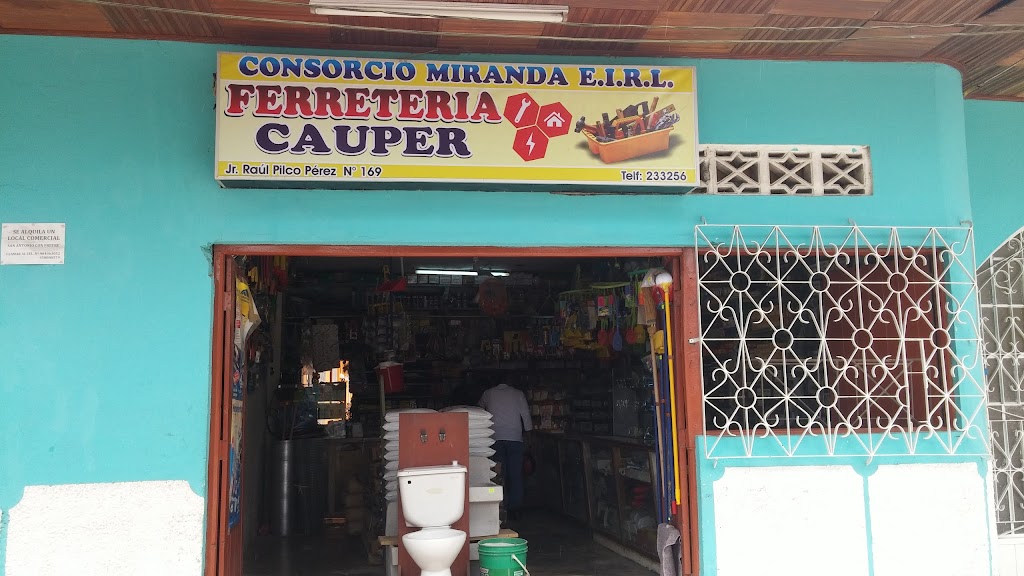 CONSORCIO MIRANDA E.I.R.L.
FERRETERIA
CAUPER
Jr. Raúl Pilco Pérez N° 169
Telf: 233256
SE ALQUILA UN
LOCAL COMERCIAL